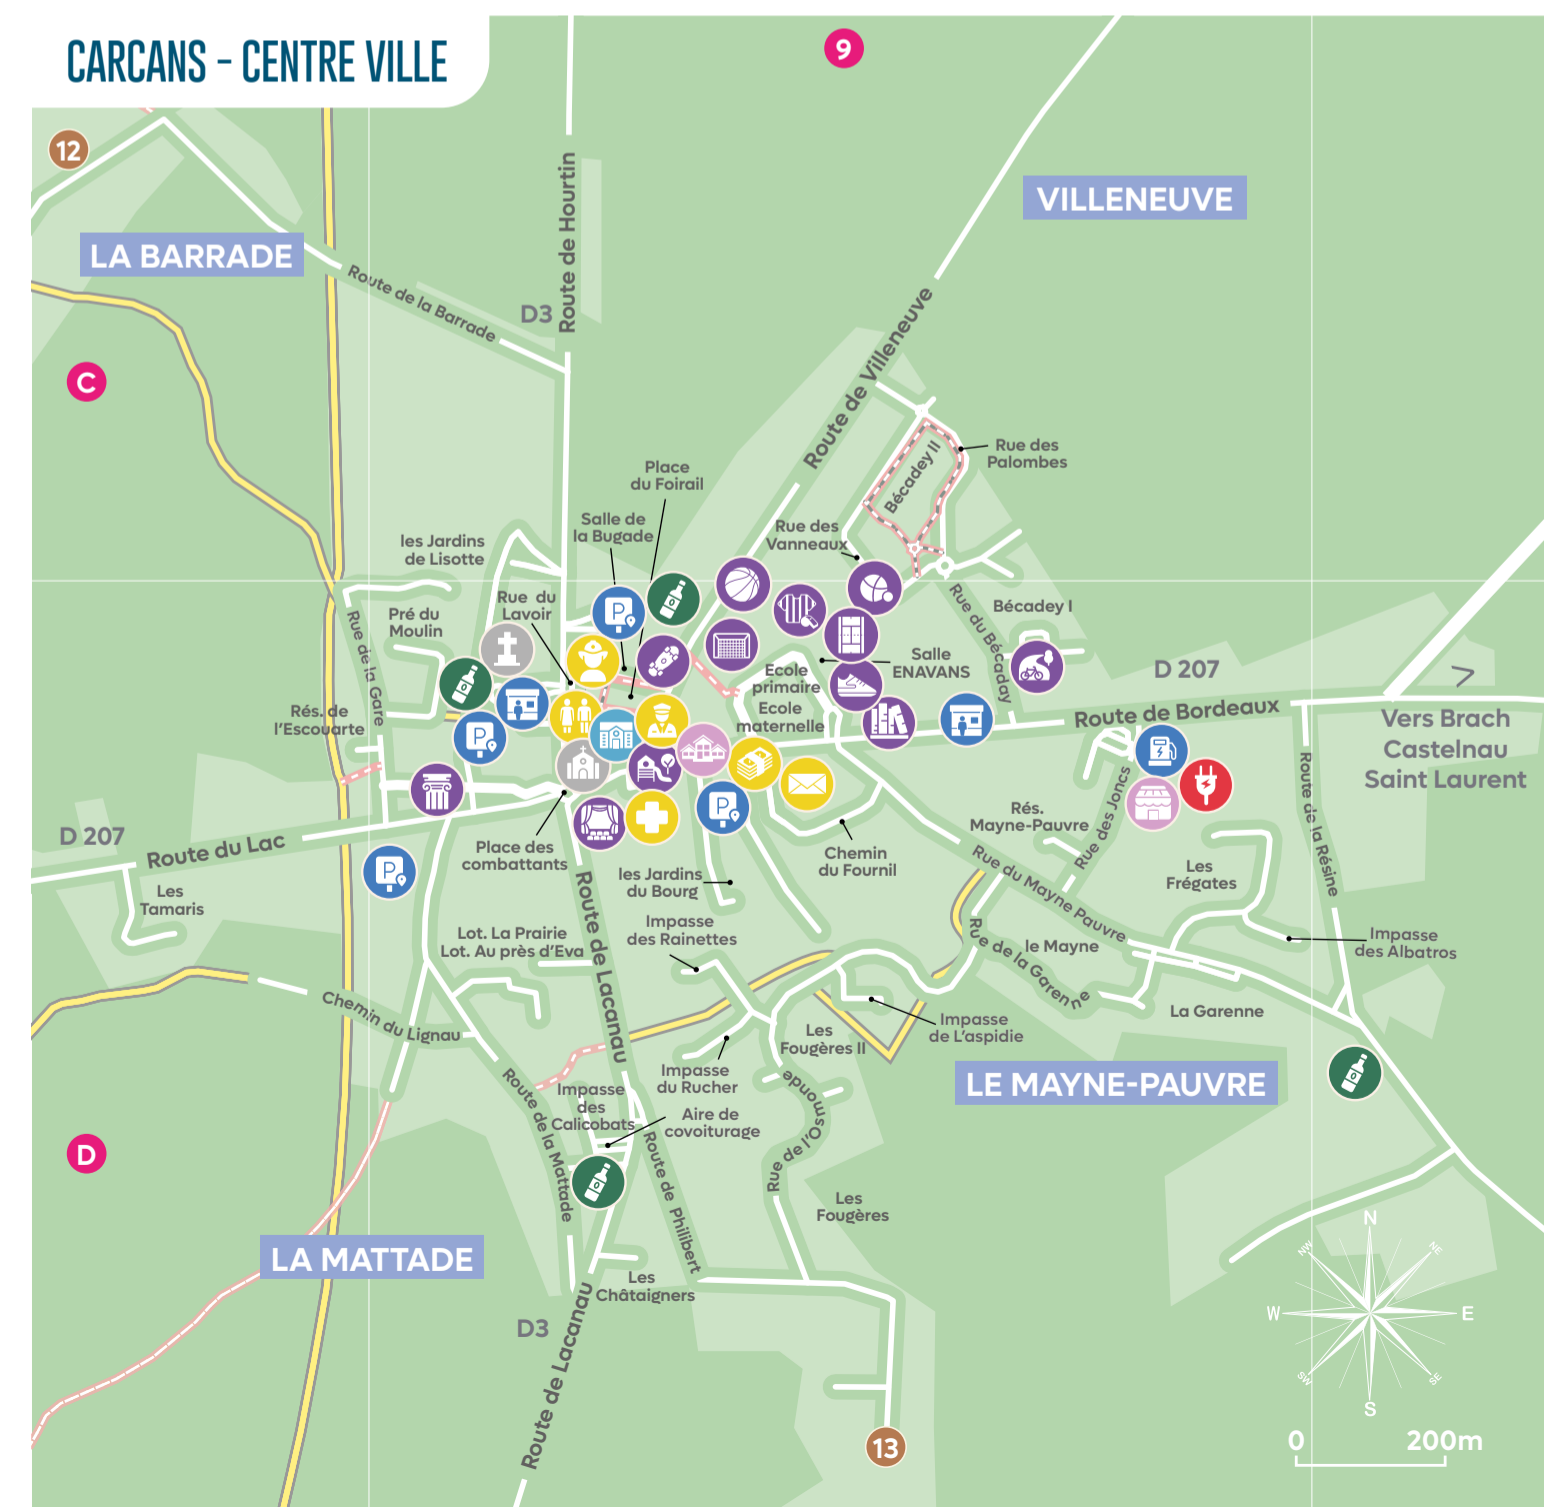 CARCANS - CENTRE VILLE
9
12
VILLENEUVE
LA BARRADE
Route de Hourtin
Route de la Barrade
D3
Route de Villeneuve
C
Rue des
Palombes
Bécadey II
Place
du Foirail
Salle de
la Bugade
Rue des
Vanneaux
les Jardins
de Lisotte
Rue du
Lavoir
P
Pré du
Moulin
Rue de la Gare
Rue du Bécaday
Bécadey I
Salle
ENAVANS
Ecole
primaire
Ecole
maternelle
D 207
Route de Bordeaux
>
Vers Brach
Castelnau
Saint Laurent
Rés. de
l'Escouarte
P
Route de la Résine
D 207
Route du Lac
P
P
Place des
combattants
Rés.
Mayne-Pauvre
Rue des Joncs
Chemin
du Fournil
Rue du Mayne Pauvre
Les
Frégates
les Jardins
du Bourg
Les
Tamaris
Route de Lacanau
Lot. La Prairie
Lot. Au près d'Eva
Impasse
des Rainettes
le Mayne
Rue de la Garenne
Impasse
des Albatros
Chemin du Lignau
La Garenne
Impasse
de L'aspidie
Les
Fougères II
Impasse
du Rucher
LE MAYNE-PAUVRE
Route de la Mattade
Impasse
des
Calicobats
Aire de
covoiturage
Rue de l'Osmonde
Route de Philibert
D
Les
Fougères
LA MATTADE
Les
Châtaigners
D3
Route de Lacanau
13
N
NW
NE
W
E
SW
SE
S
0
200m